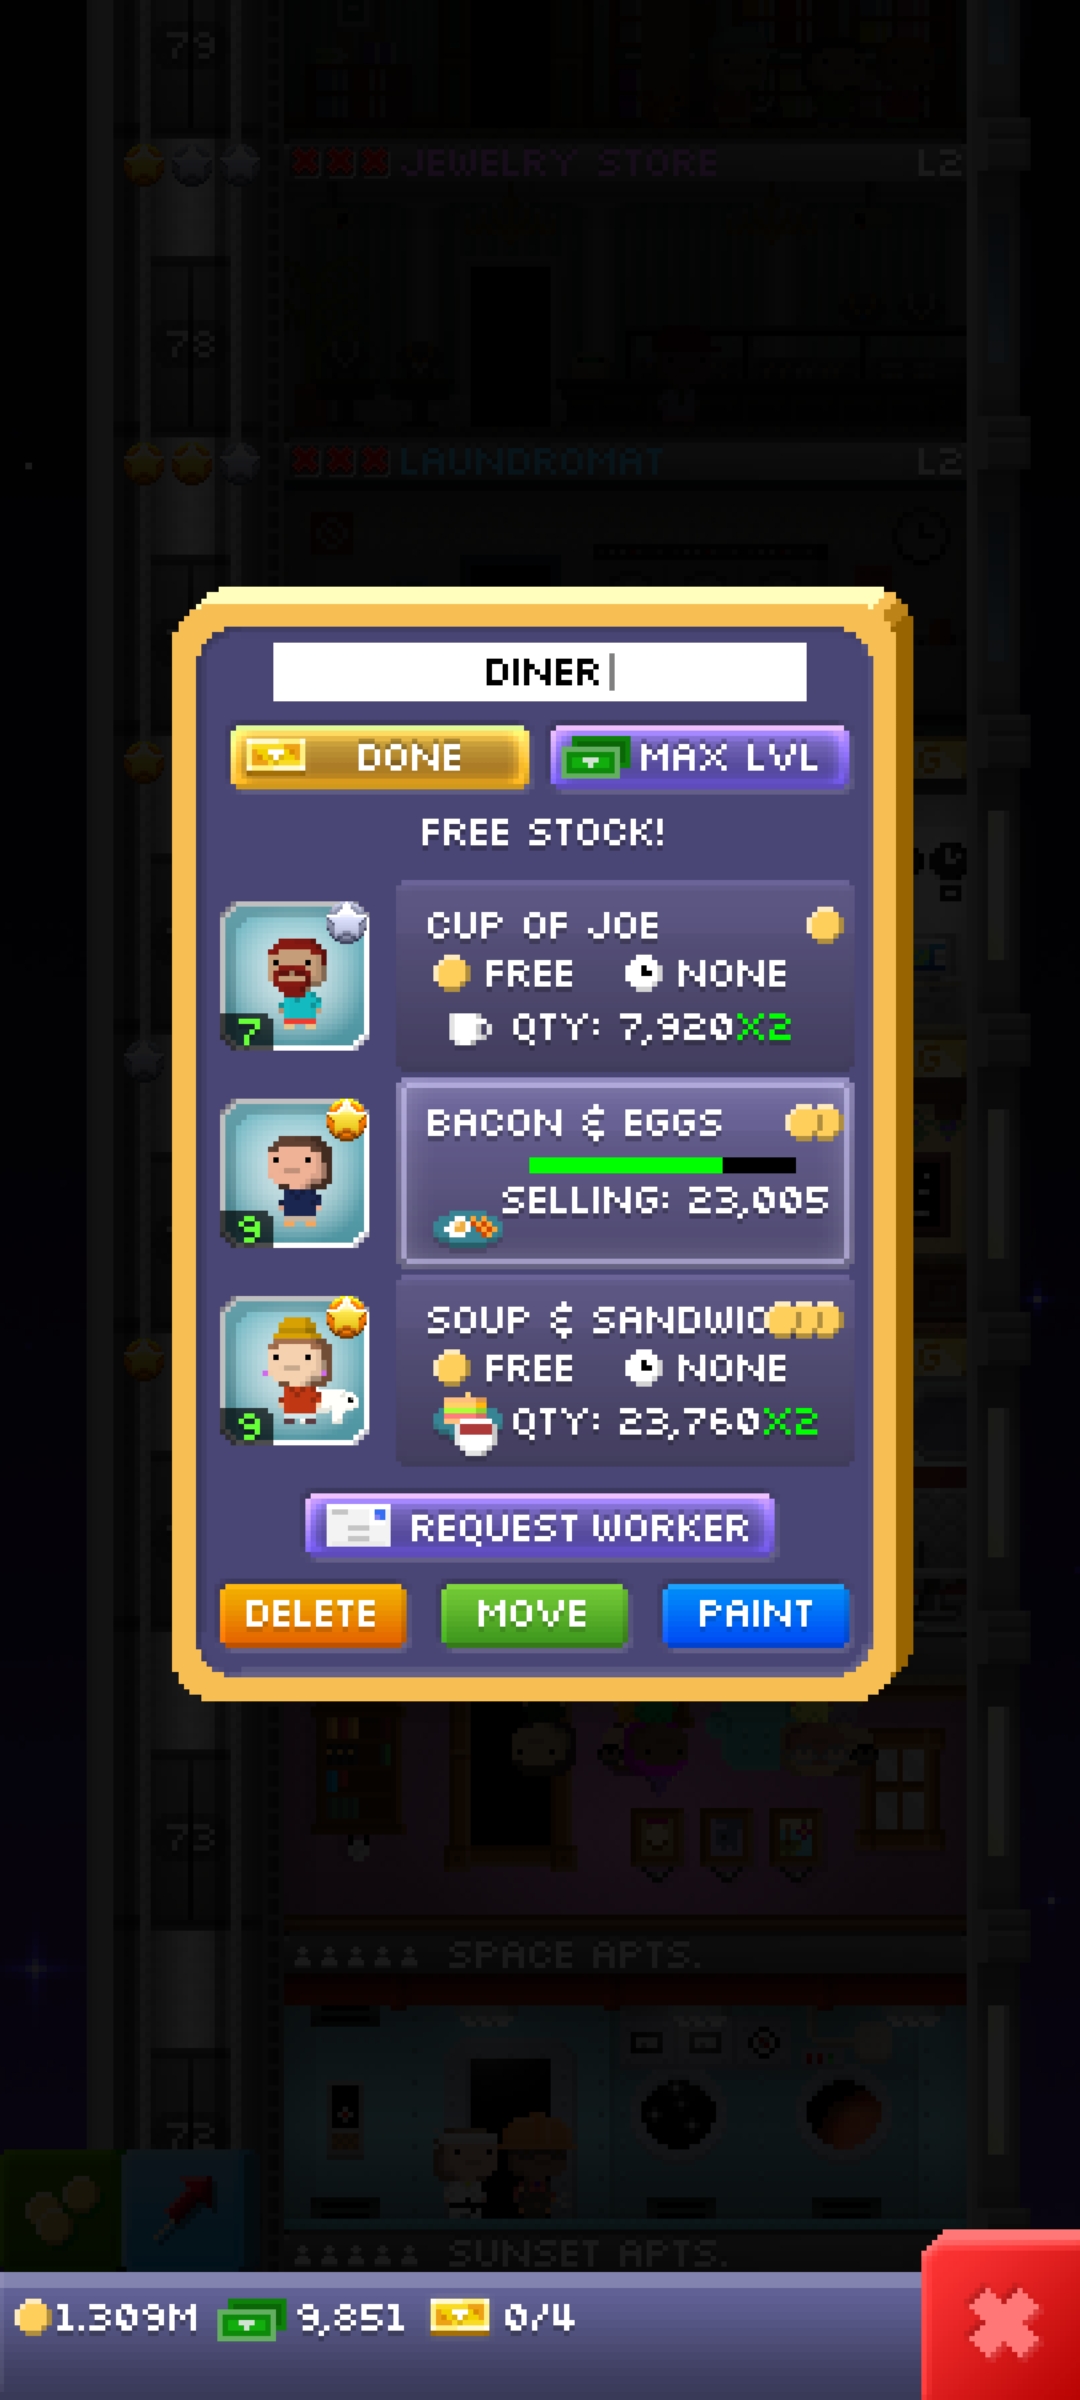 79
JEWELRY STORE L2
78
LAUNDROMAT L2
DINER
DONE
MAX LVL
G
FREE STOCK!
CUP OF JOE
FREE NONE
QTY: 7,920X2
7
G
BACON & EGGS
SELLING: 23,005
9
SOUP & SANDWIC
G
FREE NONE
QTY: 23,760X2
9
REQUEST WORKER
DELETE
MOVE
PAINT
73
SPACE APTS.
72
SUNSET APTS.
1.309M 9,851 0/4